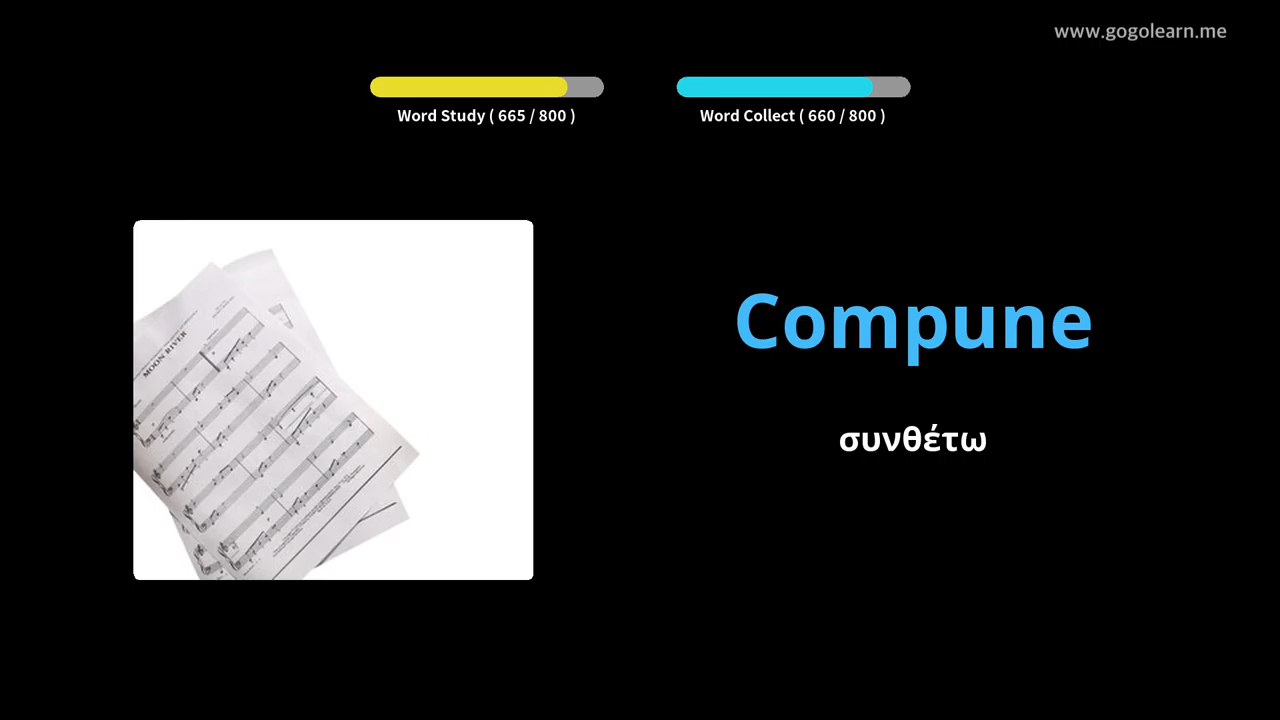 www.gogolearn.me
Word Study ( 665 / 800 )
Word Collect ( 660 / 800 )
MOON RIVER
Compune
συνθέτω